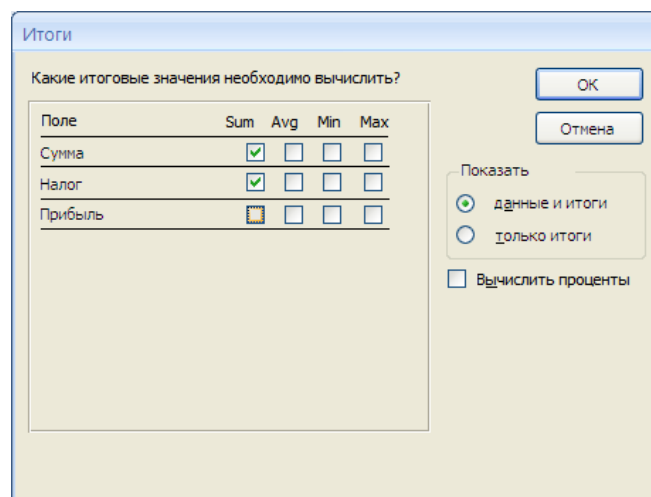 Итоги
Какие итоговые значения необходимо вычислить?
Поле Sum Avg Min Max
Сумма
Налог
Прибыль
ОК
Отмена
Показать
данные и итоги
только итоги
Вычислить проценты